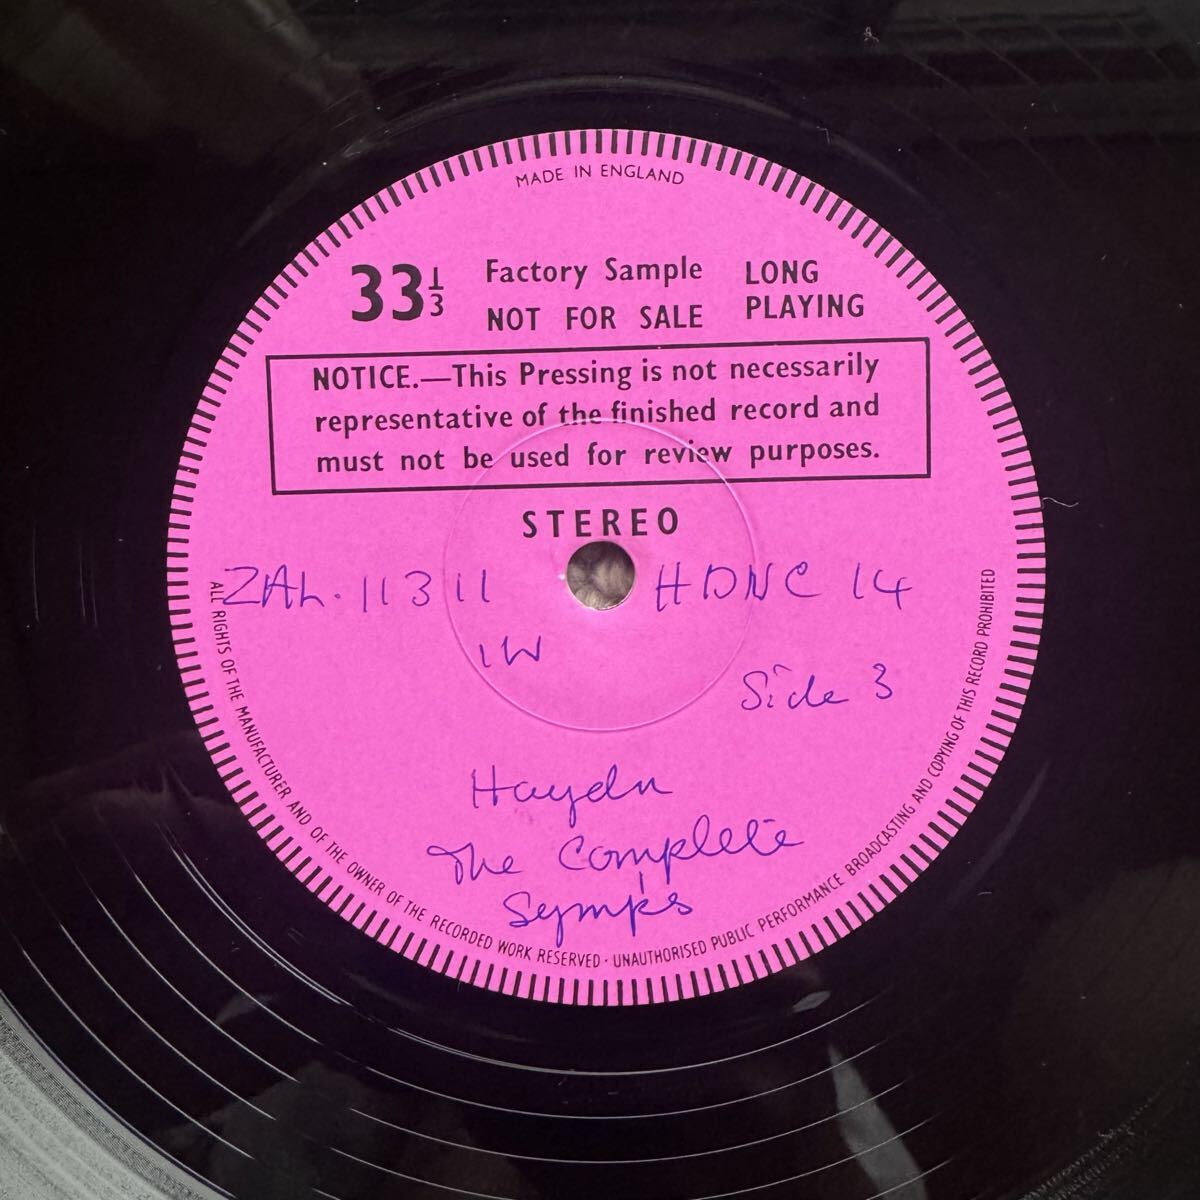 MADE IN ENGLAND
33 1/3
Factory Sample
NOT FOR SALE
LONG
PLAYING
NOTICE.—This Pressing is not necessarily
representative of the finished record and
must not be used for review purposes.
STEREO
ZAL. 11311
HDNC 14
1W
Side 3
Haydn
The Complete
Symps
ALL RIGHTS OF THE MANUFACTURER AND OF THE OWNER OF THE RECORDED WORK RESERVED · UNAUTHORISED PUBLIC PERFORMANCE BROADCASTING AND COPYING OF THIS RECORD PROHIBITED